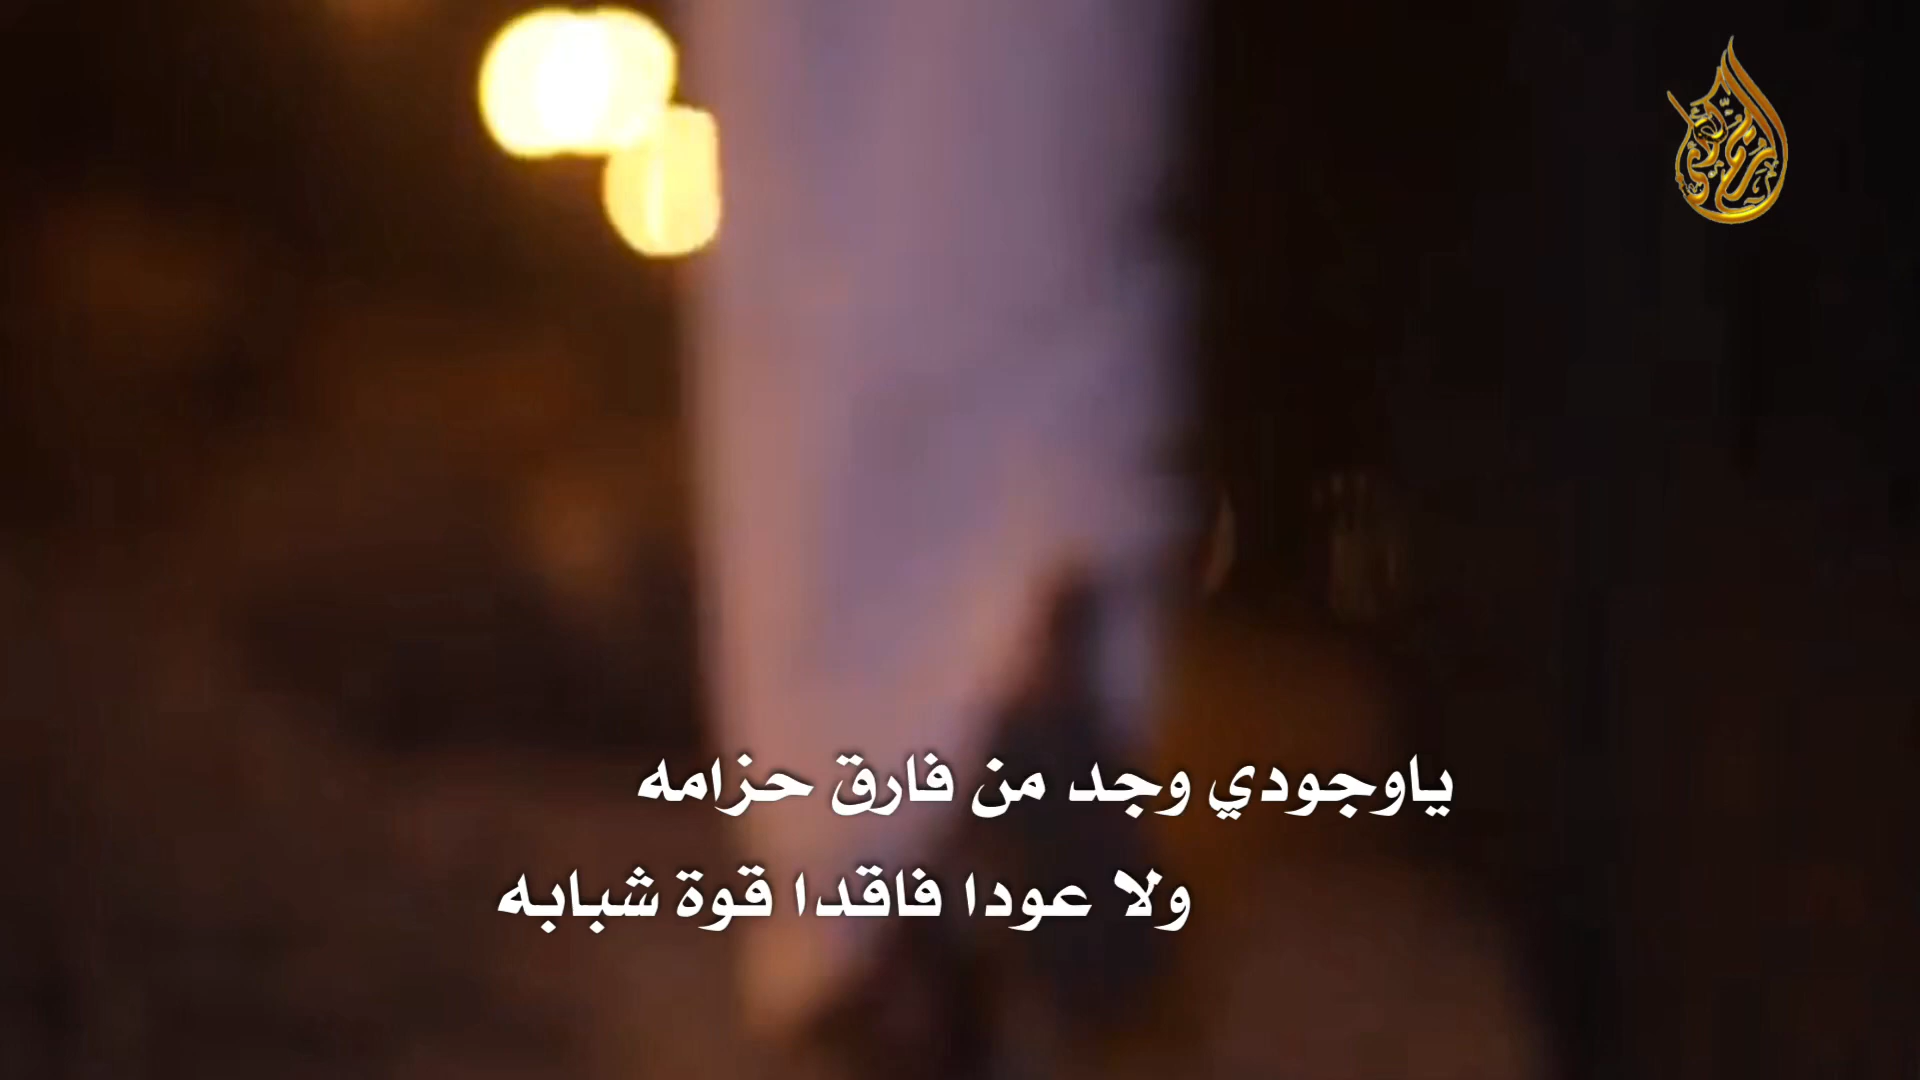 ياوجودي وجد من فارق حزامه
ولا عودا فاقدا قوة شبابه